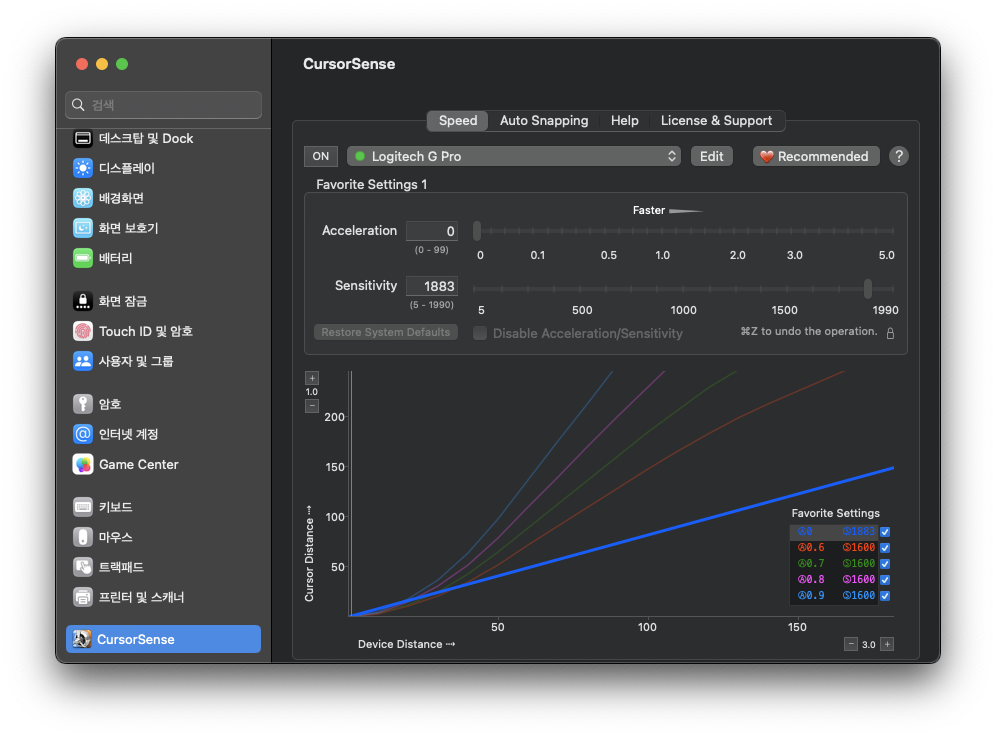 CursorSense
검색
데스크탑 및 Dock
디스플레이
배경화면
화면 보호기
배터리
화면 잠금
Touch ID 및 암호
사용자 및 그룹
암호
인터넷 계정
Game Center
키보드
마우스
트랙패드
프린터 및 스캐너
CursorSense
Speed Auto Snapping Help License & Support
ON Logitech G Pro Edit Recommended ?
Favorite Settings 1
Faster
Acceleration 0
(0 - 99)
0 0.1 0.5 1.0 2.0 3.0 5.0
Sensitivity 1883
(5 - 1990)
5 500 1000 1500 1990
Restore System Defaults Disable Acceleration/Sensitivity ⌘Z to undo the operation.
+
1.0
−
200
150
100
50
Cursor Distance ⇢
Favorite Settings
Ⓐ0 Ⓢ1883
Ⓐ0.6 Ⓢ1600
Ⓐ0.7 Ⓢ1600
Ⓐ0.8 Ⓢ1600
Ⓐ0.9 Ⓢ1600
50 100 150
Device Distance ⇢
− 3.0 +